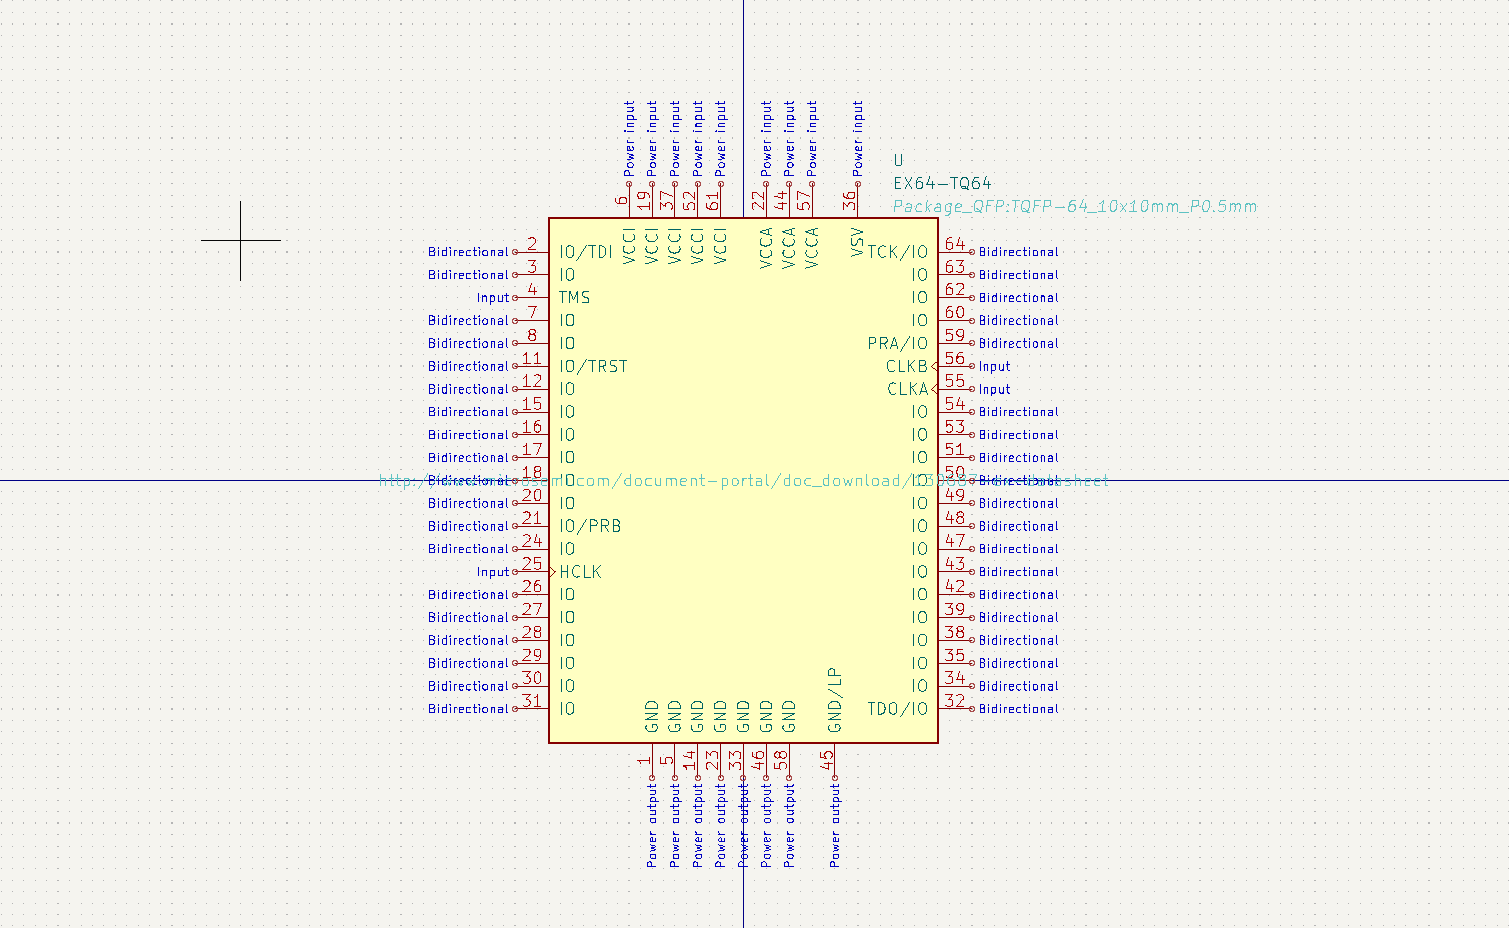 Power input Power input Power input Power input Power input Power input Power input Power input Power input
U
EX64-TQ64
Package_QFP:TQFP-64_10x10mm_P0.5mm
6 19 37 52 61 22 44 57 36
VCCI VCCI VCCI VCCI VCCI VCCA VCCA VCCA VSV
Bidirectional 2 IO/TDI TCK/IO 64 Bidirectional
Bidirectional 3 IO IO 63 Bidirectional
Input 4 TMS IO 62 Bidirectional
Bidirectional 7 IO IO 60 Bidirectional
Bidirectional 8 IO PRA/IO 59 Bidirectional
Bidirectional 11 IO/TRST CLKB 56 Input
Bidirectional 12 IO CLKA 55 Input
Bidirectional 15 IO IO 54 Bidirectional
Bidirectional 16 IO IO 53 Bidirectional
Bidirectional 17 IO IO 51 Bidirectional
Bidirectional 18 IO IO 50 Bidirectional
Bidirectional 20 IO IO 49 Bidirectional
Bidirectional 21 IO/PRB IO 48 Bidirectional
Bidirectional 24 IO IO 47 Bidirectional
Input 25 HCLK IO 43 Bidirectional
Bidirectional 26 IO IO 42 Bidirectional
Bidirectional 27 IO IO 39 Bidirectional
Bidirectional 28 IO IO 38 Bidirectional
Bidirectional 29 IO IO 35 Bidirectional
Bidirectional 30 IO IO 34 Bidirectional
Bidirectional 31 IO TDO/IO 32 Bidirectional
GND GND GND GND GND GND GND GND/LP
1 5 14 23 33 46 58 45
Power output Power output Power output Power output Power output Power output Power output Power output